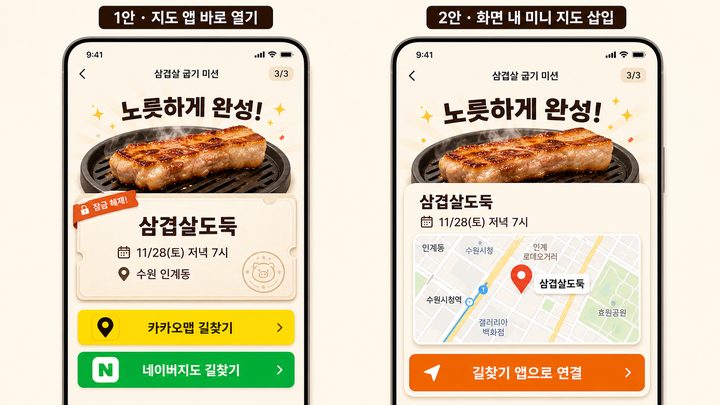 1안 · 지도 앱 바로 열기
9:41
삼겹살 굽기 미션
3/3
노릇하게 완성!
잠금 해제!
삼겹살도둑
11/28(토) 저녁 7시
수원 인계동
카카오맵 길찾기
N
네이버지도 길찾기
2안 · 화면 내 미니 지도 삽입
9:41
삼겹살 굽기 미션
3/3
노릇하게 완성!
삼겹살도둑
11/28(토) 저녁 7시
인계동
수원시청
인계
로데오거리
1
삼겹살도둑
수원시청역
갤러리아
백화점
효원공원
길찾기 앱으로 연결